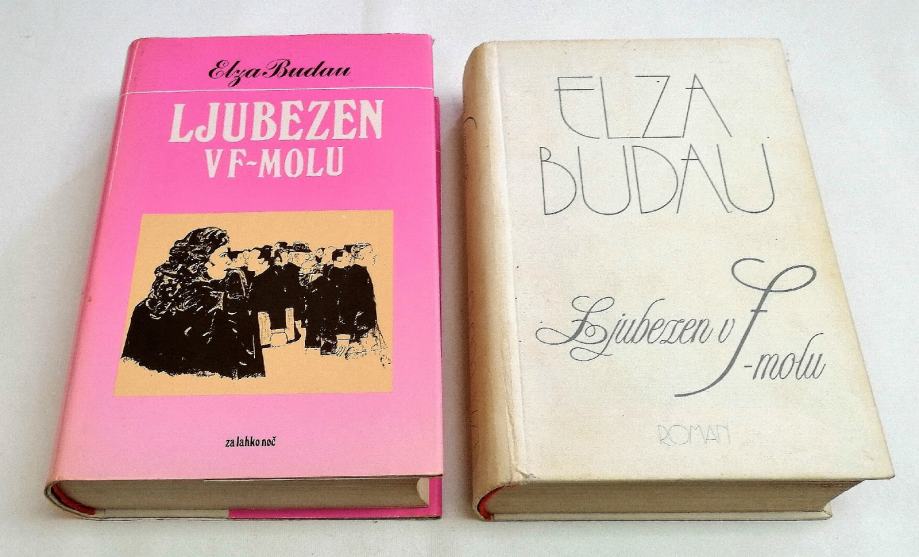 Elza Budau
LJUBEZEN
V F-MOLU
za lahko noč
ELZA
BUDAU
Ljubezen v f
-molu
ROMAN